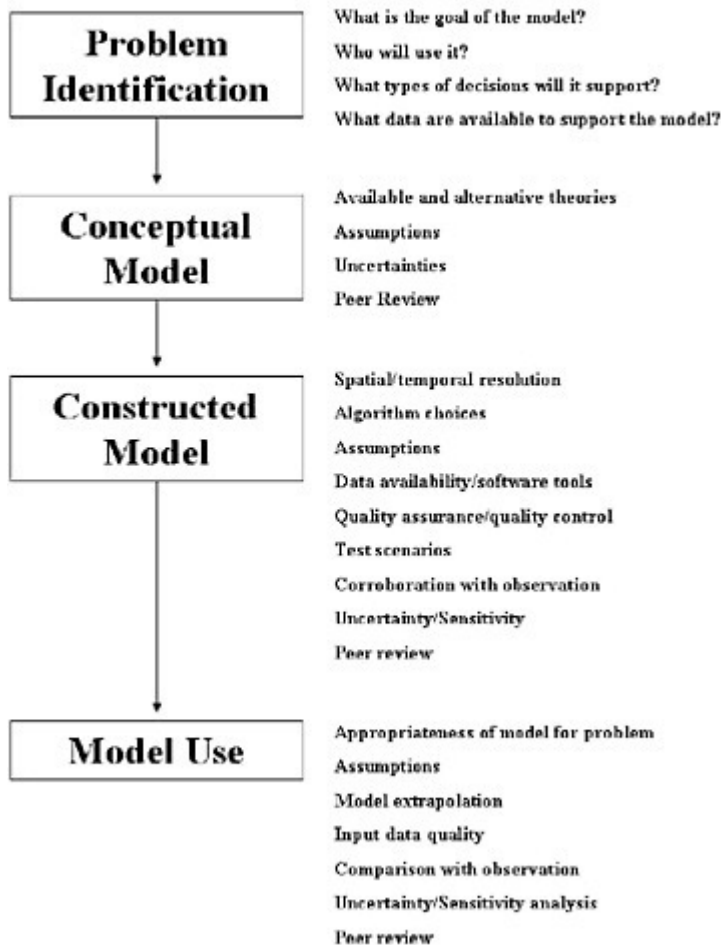 Problem
Identification
What is the goal of the model?
Who will use it?
What types of decisions will it support?
What data are available to support the model?
Conceptual
Model
Available and alternative theories
Assumptions
Uncertainties
Peer Review
Constructed
Model
Spatial/temporal resolution
Algorithm choices
Assumptions
Data availability/software tools
Quality assurance/quality control
Test scenarios
Corroboration with observation
Uncertainty/Sensitivity
Peer review
Model Use
Appropriateness of model for problem
Assumptions
Model extrapolation
Input data quality
Comparison with observation
Uncertainty/Sensitivity analysis
Peer review